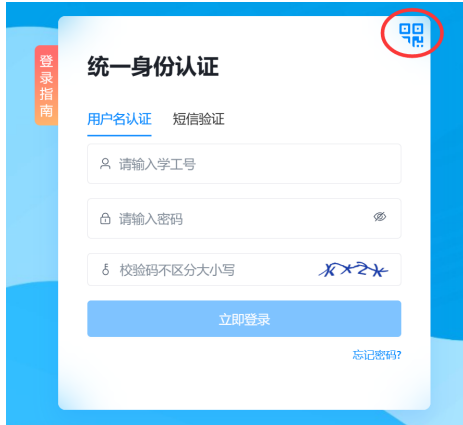 登录指南
统一身份认证
用户名认证 短信验证
请输入学工号
请输入密码
校验码不区分大小写
立即登录
忘记密码?